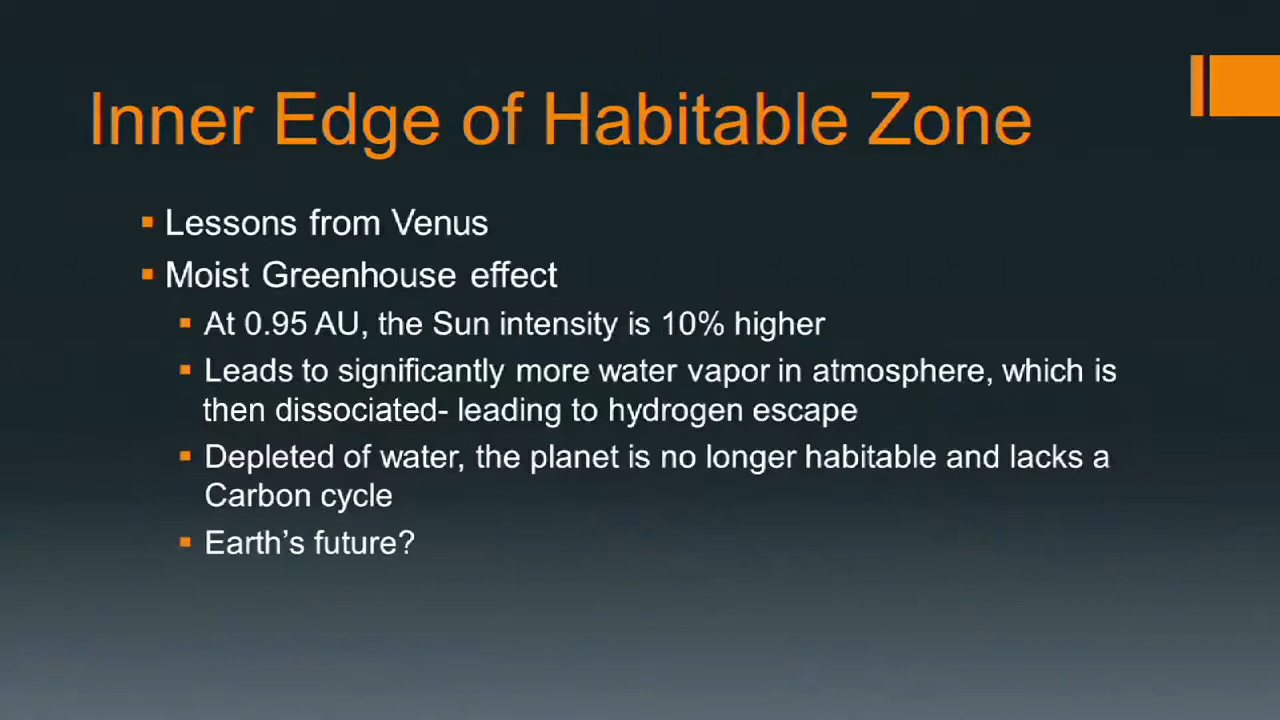 Inner Edge of Habitable Zone
Lessons from Venus
Moist Greenhouse effect
At 0.95 AU, the Sun intensity is 10% higher
Leads to significantly more water vapor in atmosphere, which is
then dissociated- leading to hydrogen escape
Depleted of water, the planet is no longer habitable and lacks a
Carbon cycle
Earth’s future?